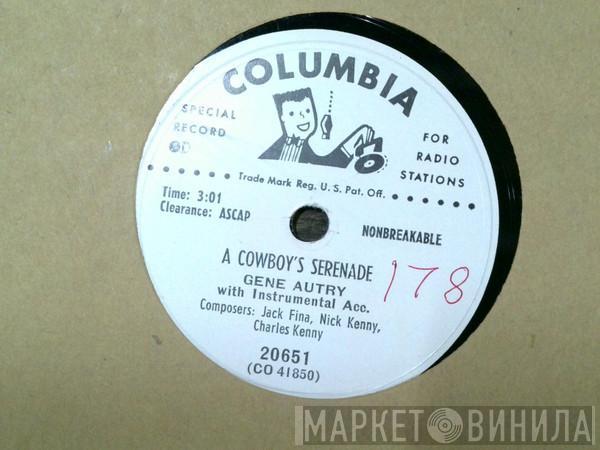 COLUMBIA
SPECIAL
RECORD
FOR
RADIO
STATIONS
Trade Mark Reg. U.S. Pat. Off.
Time: 3:01
Clearance: ASCAP
NONBREAKABLE
A COWBOY'S SERENADE
GENE AUTRY
with Instrumental Acc.
Composers: Jack Fina, Nick Kenny,
Charles Kenny
178
20651
(CO 41850)
МАРКЕТ ВИНИЛА